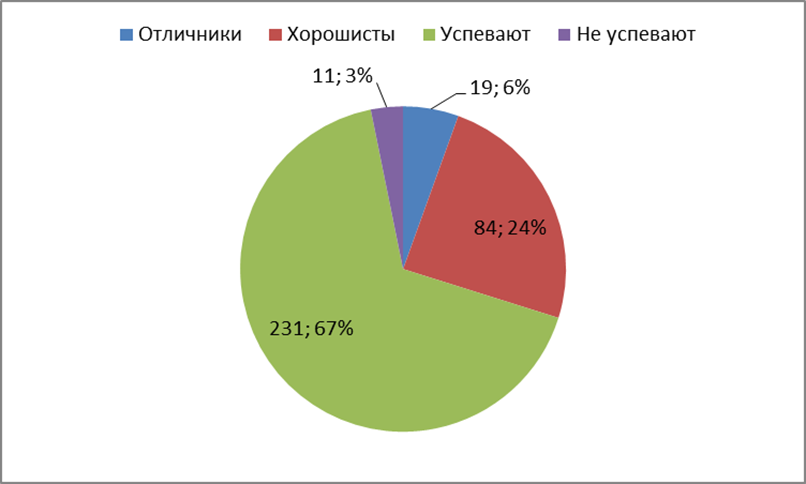 Отличники Хорошисты Успевают Не успевают
11; 3%
19; 6%
84; 24%
231; 67%